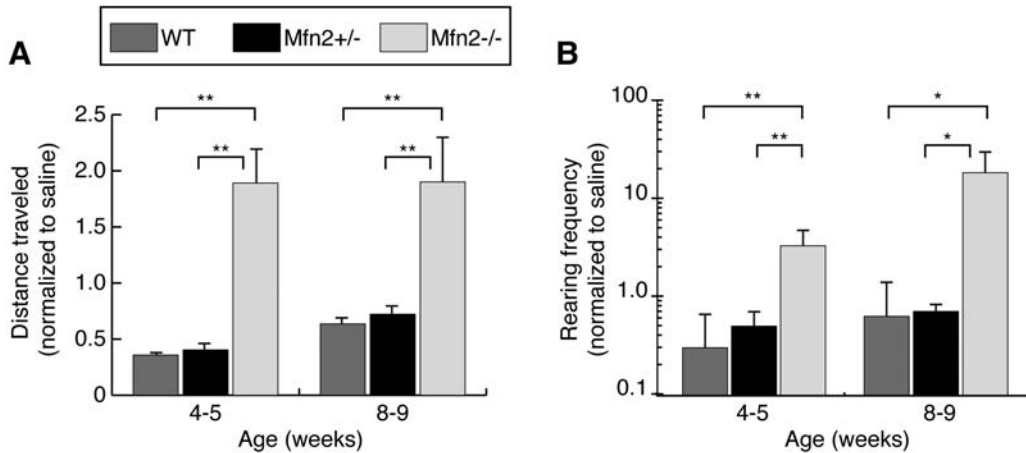 WT Mfn2+/- Mfn2-/-
A
Distance traveled
(normalized to saline)
2.5
2.0
1.5
1.0
0.5
0
** **
** **
4-5 8-9
Age (weeks)
B
Rearing frequency
(normalized to saline)
100
10
1.0
0.1
** *
** *
4-5 8-9
Age (weeks)